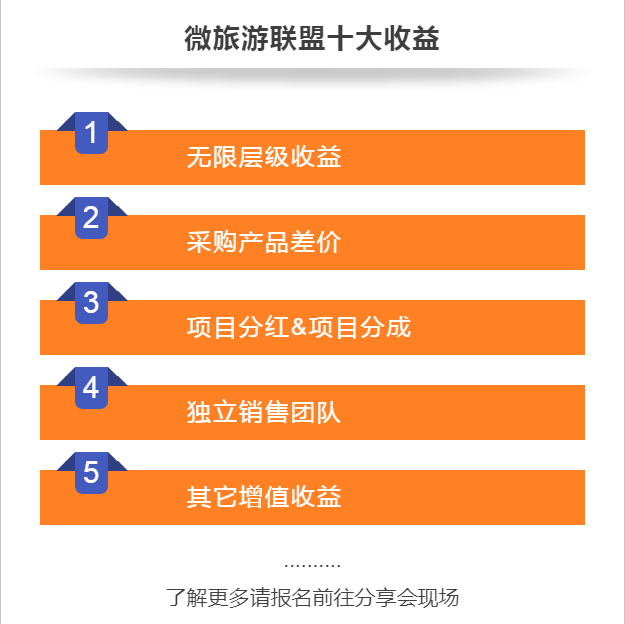 微旅游联盟十大收益
1
无限层级收益
2
采购产品差价
3
项目分红&项目分成
4
独立销售团队
5
其它增值收益
..........
了解更多请报名前往分享会现场